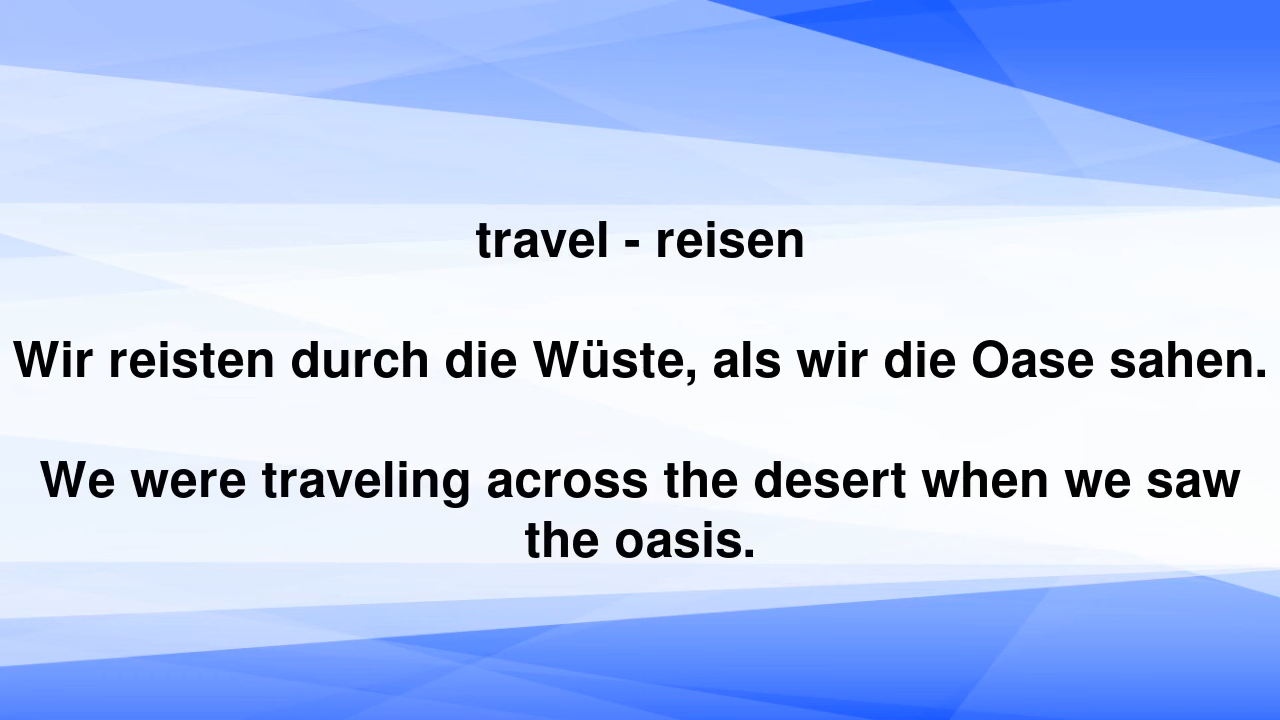 travel - reisen
Wir reisten durch die Wüste, als wir die Oase sahen.
We were traveling across the desert when we saw
the oasis.